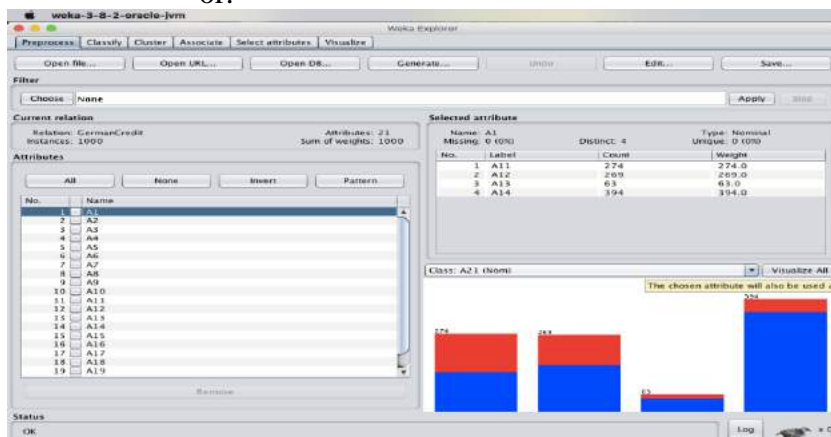 or.
weka-3-8-2-oracle-jvm
Weka Explorer
Preprocess Classify Cluster Associate Select attributes Visualize
Open file... Open URL... Open DB... Generate... Undo Edit... Save...
Filter
Choose None Apply Stop
Current relation
Relation: GermanCredit Attributes: 21
Instances: 1000 Sum of weights: 1000
Attributes
All None Invert Pattern
No. Name
1 A1
2 A2
3 A3
4 A4
5 A5
6 A6
7 A7
8 A8
9 A9
10 A10
11 A11
12 A12
13 A13
14 A14
15 A15
16 A16
17 A17
18 A18
19 A19
Remove
Selected attribute
Name: A1 Type: Nominal
Missing: 0 (0%) Distinct: 4 Unique: 0 (0%)
No. Label Count Weight
1 A11 274 274.0
2 A12 269 269.0
3 A13 63 63.0
4 A14 394 394.0
Class: A21 (Nom) Visualize All
The chosen attribute will also be used
394
274 269
63
Status
OK Log x 0